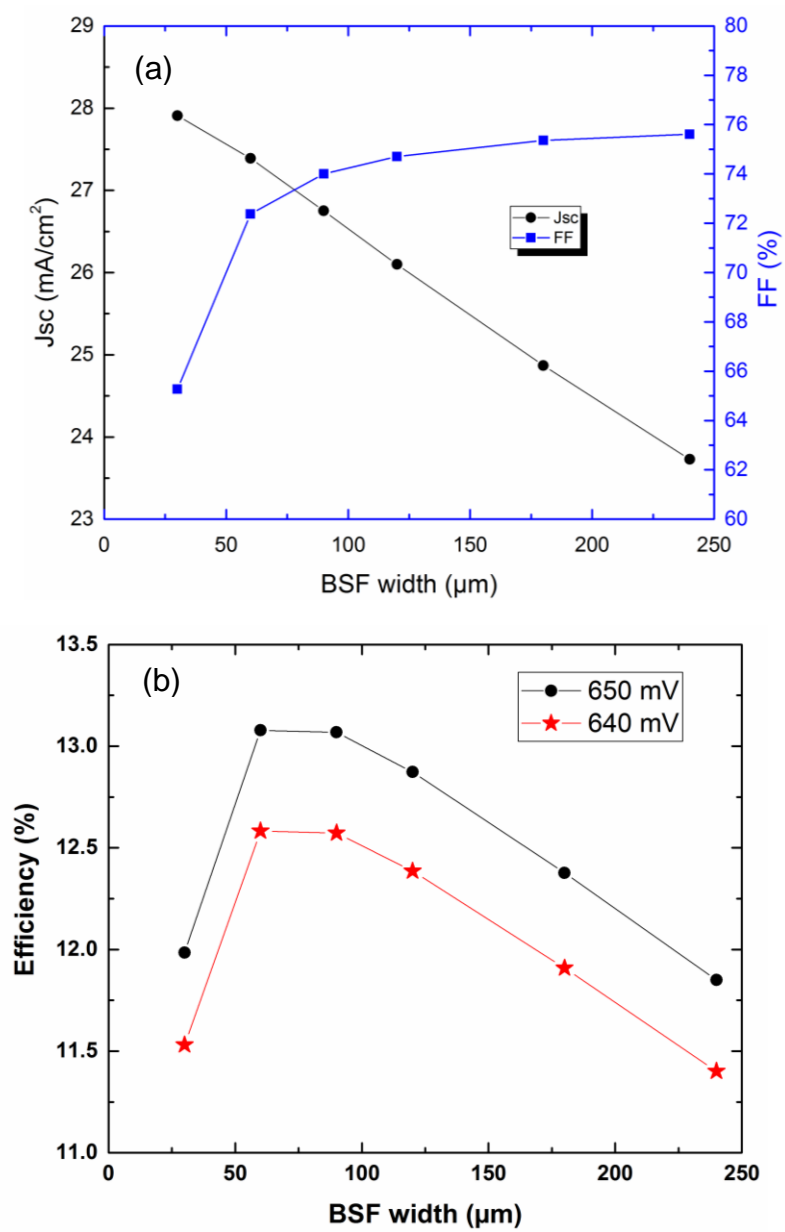 (a)
Jsc (mA/cm²)
29
28
27
26
25
24
23
80
78
76
74
72
70
68
66
64
62
60
FF (%)
Jsc
FF
0 50 100 150 200 250
BSF width (µm)
(b)
Efficiency (%)
13.5
13.0
12.5
12.0
11.5
11.0
650 mV
640 mV
0 50 100 150 200 250
BSF width (µm)